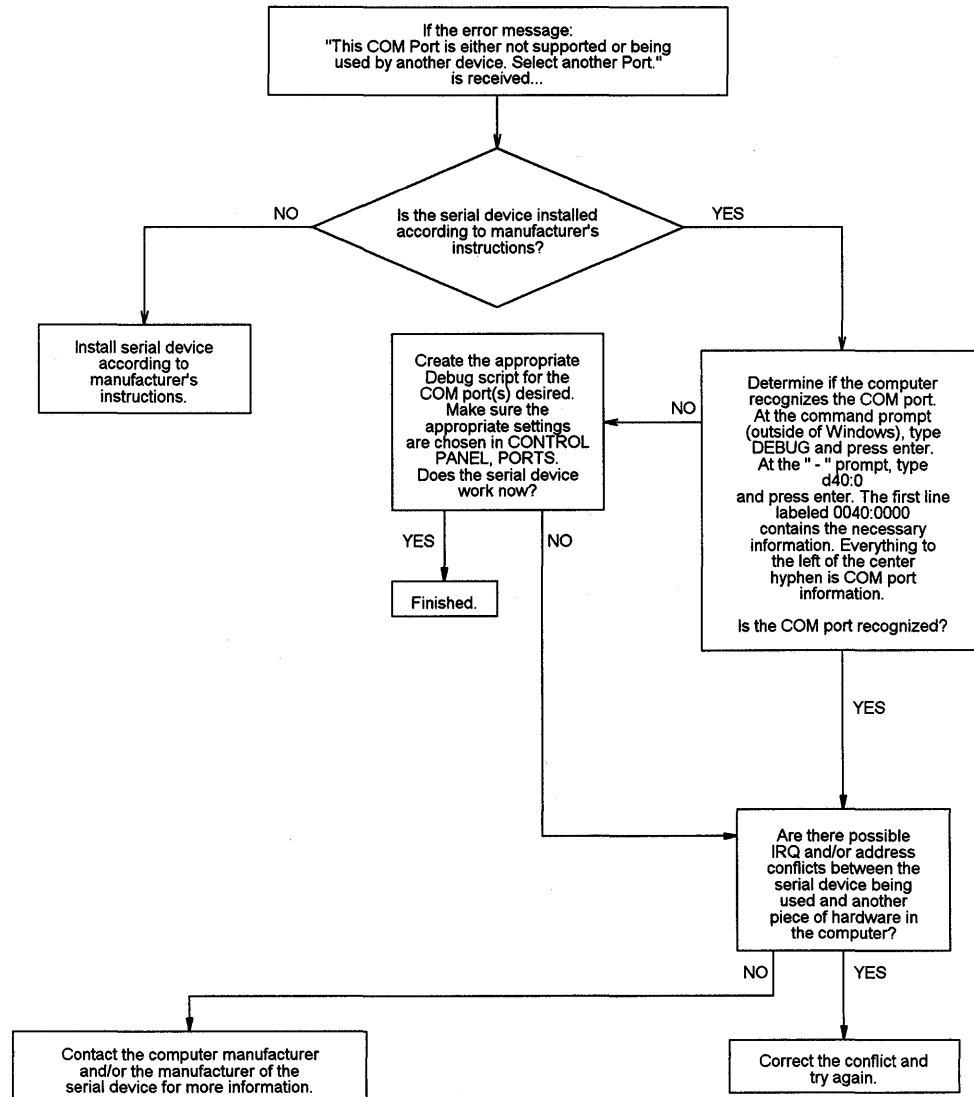 If the error message:
"This COM Port is either not supported or being
used by another device. Select another Port."
is received...
NO
YES
Is the serial device installed
according to manufacturer's
instructions?
Install serial device
according to
manufacturer's
instructions.
Create the appropriate
Debug script for the
COM port(s) desired.
Make sure the
appropriate settings
are chosen in CONTROL
PANEL, PORTS.
Does the serial device
work now?
NO
Determine if the computer
recognizes the COM port.
At the command prompt
(outside of Windows), type
DEBUG and press enter.
At the " - " prompt, type
d40:0
and press enter. The first line
labeled 0040:0000
contains the necessary
information. Everything to
the left of the center
hyphen is COM port
information.
Is the COM port recognized?
YES
NO
Finished.
YES
Are there possible
IRQ and/or address
conflicts between the
serial device being
used and another
piece of hardware in
the computer?
NO
YES
Contact the computer manufacturer
and/or the manufacturer of the
serial device for more information.
Correct the conflict and
try again.